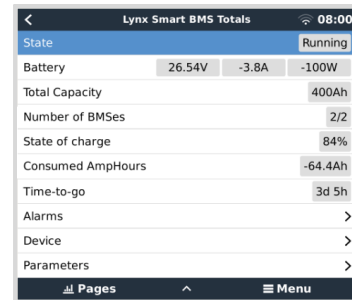 Lynx Smart BMS Totals 08:00
State Running
Battery 26.54V -3.8A -100W
Total Capacity 400Ah
Number of BMSes 2/2
State of charge 84%
Consumed AmpHours -64.4Ah
Time-to-go 3d 5h
Alarms
Device
Parameters
Pages Menu